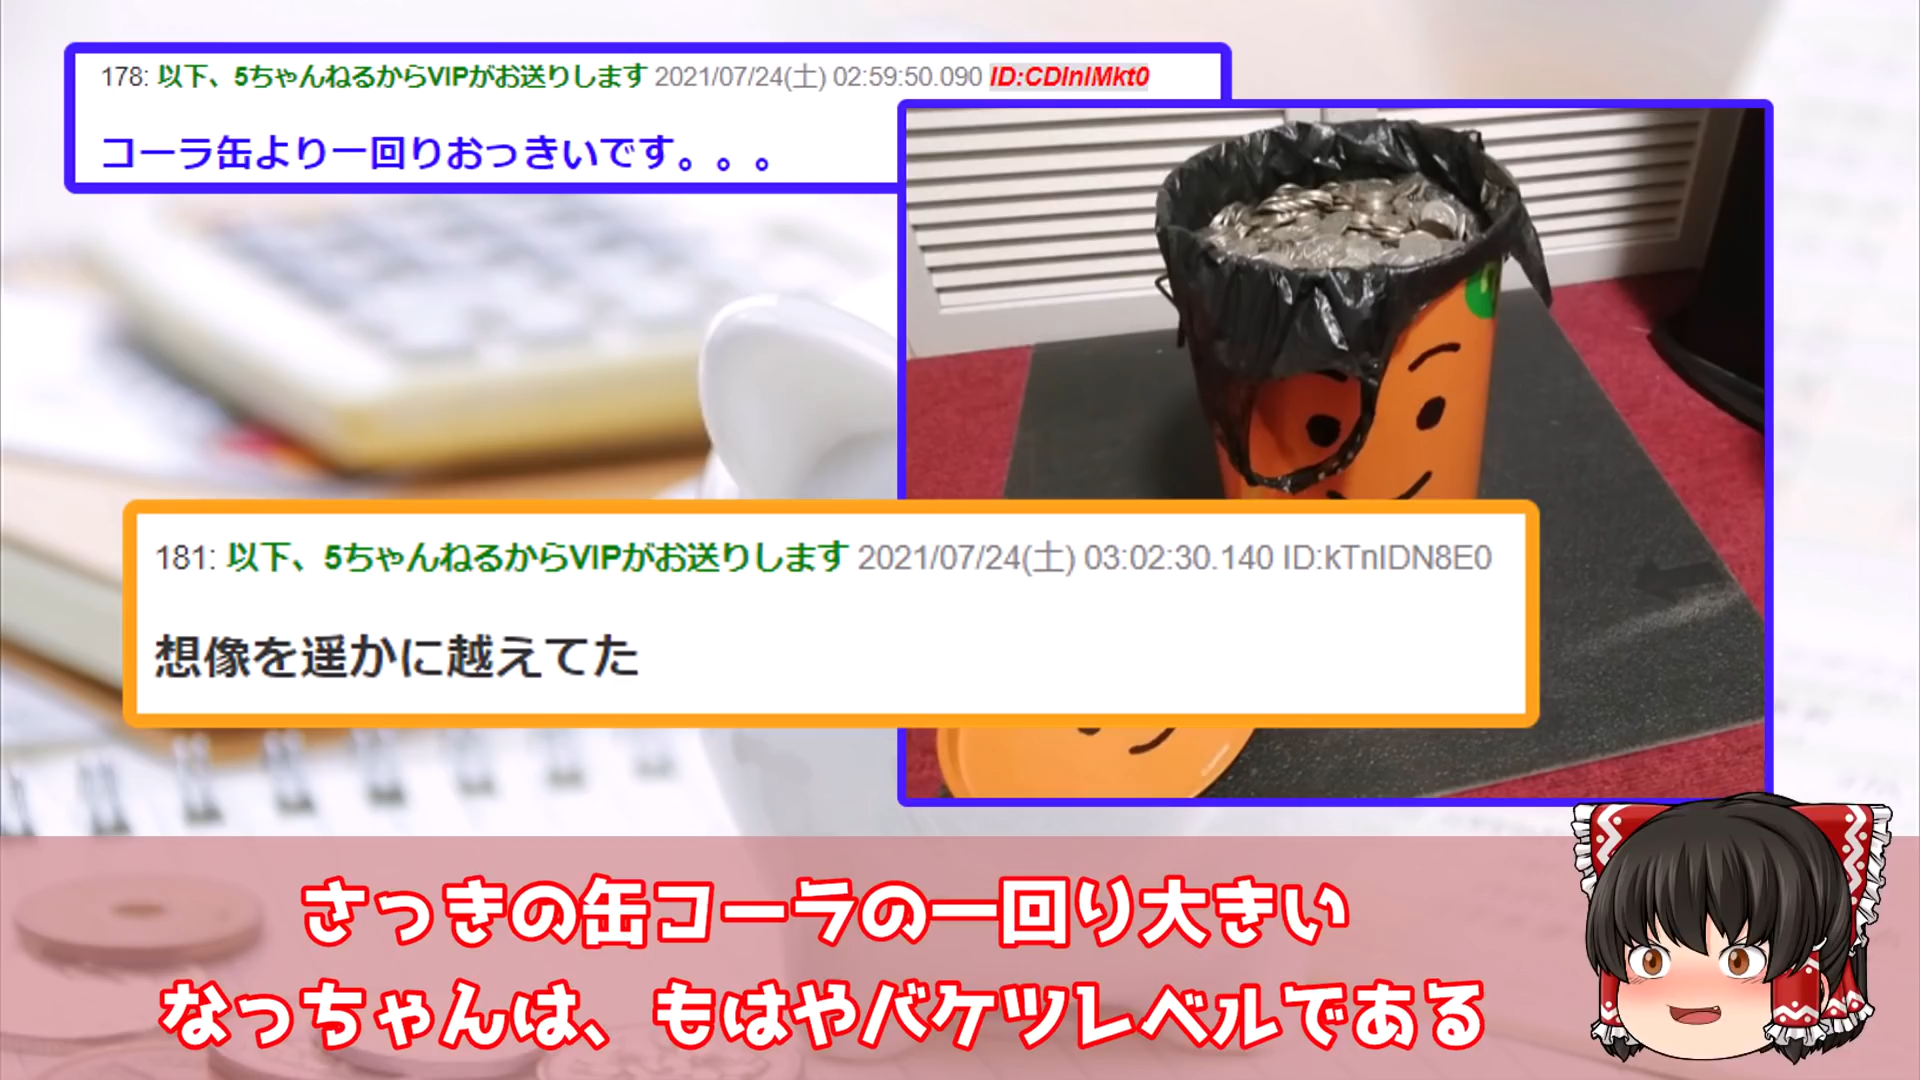 178: 以下、5ちゃんねるからVIPがお送りします 2021/07/24(土) 02:59:50.090 ID:CDInIMkt0
コーラ缶より一回りおっきいです。。。
181: 以下、5ちゃんねるからVIPがお送りします 2021/07/24(土) 03:02:30.140 ID:kTnIDN8E0
想像を遥かに越えてた
さっきの缶コーラの一回り大きい
なっちゃんは、もはやバケツレベルである